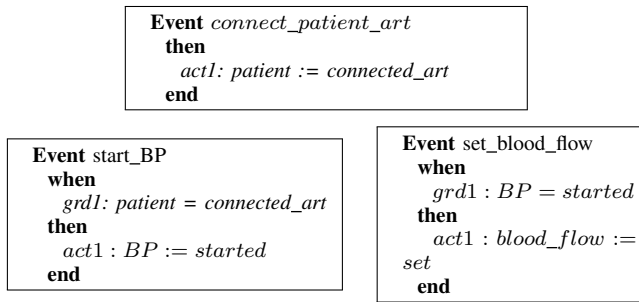 Event connect_patient_art
then
act1: patient := connected_art
end
Event start_BP
when
grd1: patient = connected_art
then
act1 : BP := started
end
Event set_blood_flow
when
grd1 : BP = started
then
act1 : blood_flow :=
set
end